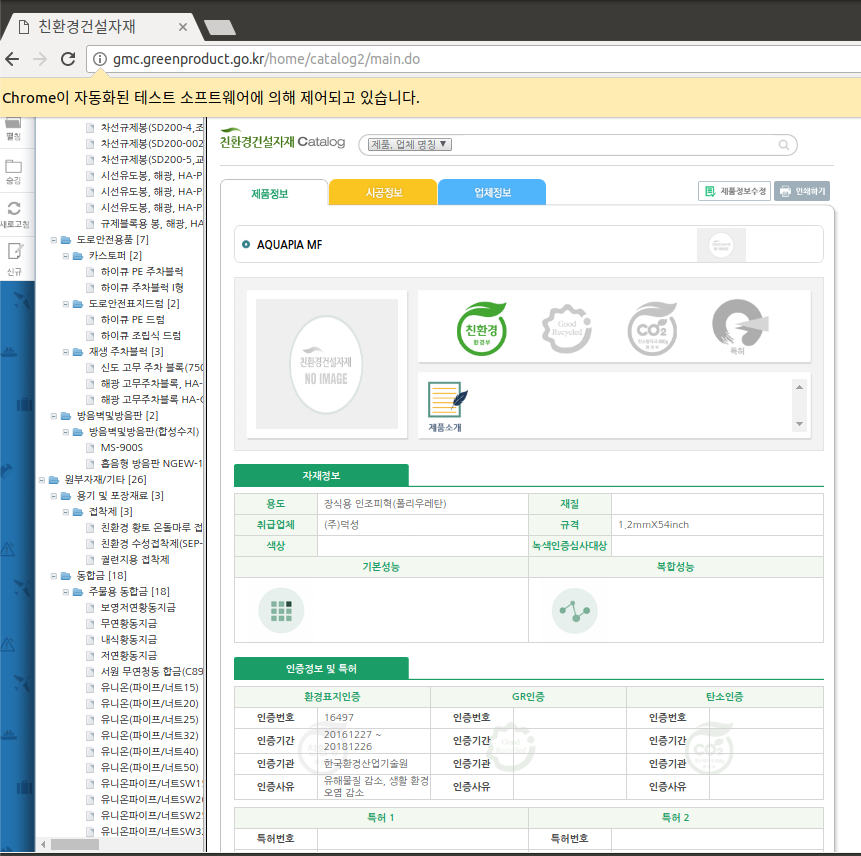 친환경건설자재
gmc.greenproduct.go.kr/home/catalog2/main.do
Chrome이 자동화된 테스트 소프트웨어에 의해 제어되고 있습니다.
펼침
숨김
새로고침
신규
차선규제봉(SD200-4,조
차선규제봉(SD200-002
차선규제봉(SD200-5,교
시선유도봉, 해광, HA-P
시선유도봉, 해광, HA-P
시선유도봉, 해광, HA-P
규제블록용 봉, 해광, HA
도로안전용품 [7]
카스토퍼 [2]
하이큐 PE 주차블럭
하이큐 주차블럭 I형
도로안전표지드럼 [2]
하이큐 PE 드럼
하이큐 조립식 드럼
재생 주차블럭 [3]
신도 고무 주차 블록(750
해광 고무주차블록, HA-
해광 고무주차블록 HA-C
방음벽및방음판 [2]
방음벽및방음판(합성수지)
MS-900S
흡음형 방음판 NGEW-1
원부자재/기타 [26]
용기 및 포장재료 [3]
접착제 [3]
친환경 황토 온돌마루 접
친환경 수성접착제(SEP-
궐련지용 접착제
동합금 [18]
주물용 동합금 [18]
보영저연황동지금
무연황동지금
내식황동지금
저연황동지금
서원 무연청동 합금(C89
유니온(파이프/너트15)
유니온(파이프/너트20)
유니온(파이프/너트25)
유니온(파이프/너트32)
유니온(파이프/너트40)
유니온(파이프/너트50)
유니온파이프/너트SW15
유니온파이프/너트SW20
유니온파이프/너트SW25
유니온파이프/너트SW32
친환경건설자재 Catalog
제품, 업체 명칭 ▼
제품정보 시공정보 업체정보 제품정보수정 인쇄하기
AQUAPIA MF
친환경건설자재
NO IMAGE
친환경
환경부
Good
Recycled
CO2
특허
제품소개
자재정보
용도 장식용 인조피혁(폴리우레탄) 재질
취급업체 (주)덕성 규격 1,2mmX54inch
색상 녹색인증심사대상
기본성능 복합성능
인증정보 및 특허
환경표지인증 GR인증 탄소인증
인증번호 16497 인증번호 인증번호
인증기간 20161227 ~ 20181226 인증기간 인증기간
인증기관 한국환경산업기술원 인증기관 인증기관
인증사유 유해물질 감소, 생활 환경오염 감소 인증사유 인증사유
특허 1 특허 2
특허번호 특허번호